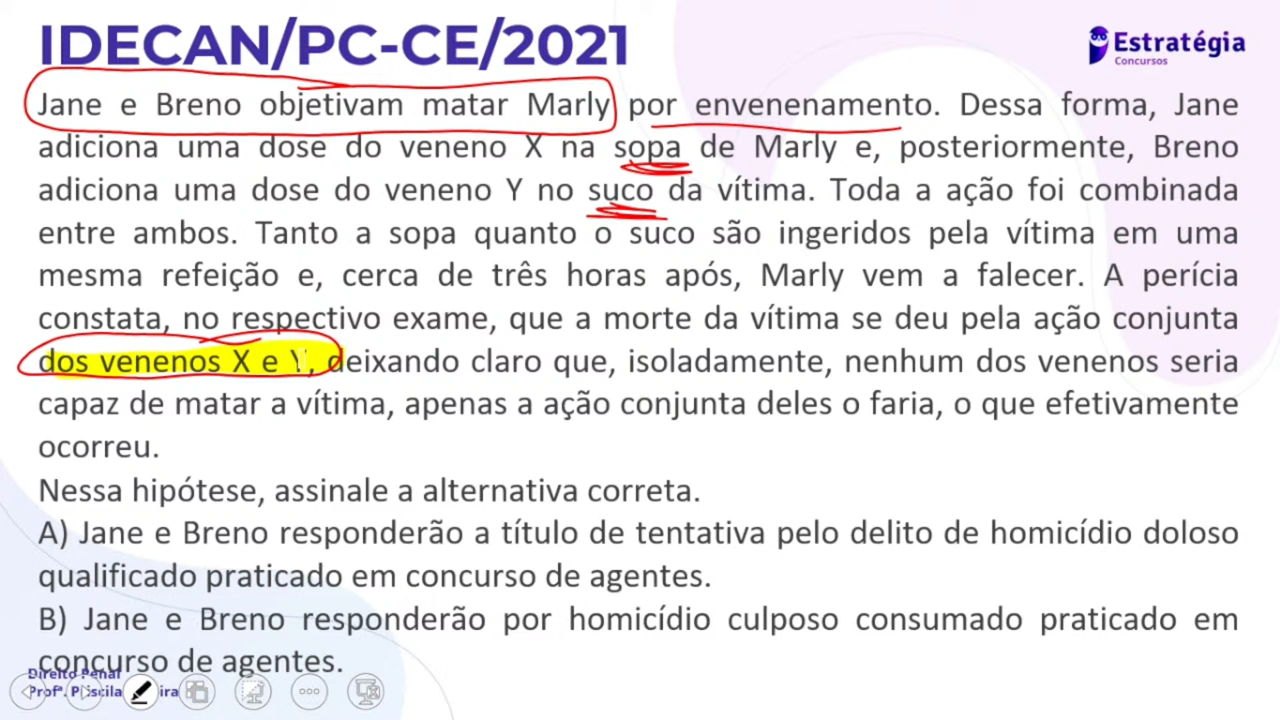 IDECAN/PC-CE/2021
Estratégia
Concursos
Jane e Breno objetivam matar Marly por envenenamento. Dessa forma, Jane
adiciona uma dose do veneno X na sopa de Marly e, posteriormente, Breno
adiciona uma dose do veneno Y no suco da vítima. Toda a ação foi combinada
entre ambos. Tanto a sopa quanto o suco são ingeridos pela vítima em uma
mesma refeição e, cerca de três horas após, Marly vem a falecer. A perícia
constata, no respectivo exame, que a morte da vítima se deu pela ação conjunta
dos venenos X e Y, deixando claro que, isoladamente, nenhum dos venenos seria
capaz de matar a vítima, apenas a ação conjunta deles o faria, o que efetivamente
ocorreu.
Nessa hipótese, assinale a alternativa correta.
A) Jane e Breno responderão a título de tentativa pelo delito de homicídio doloso
qualificado praticado em concurso de agentes.
B) Jane e Breno responderão por homicídio culposo consumado praticado em
concurso de agentes.
Direito Penal
Profª.